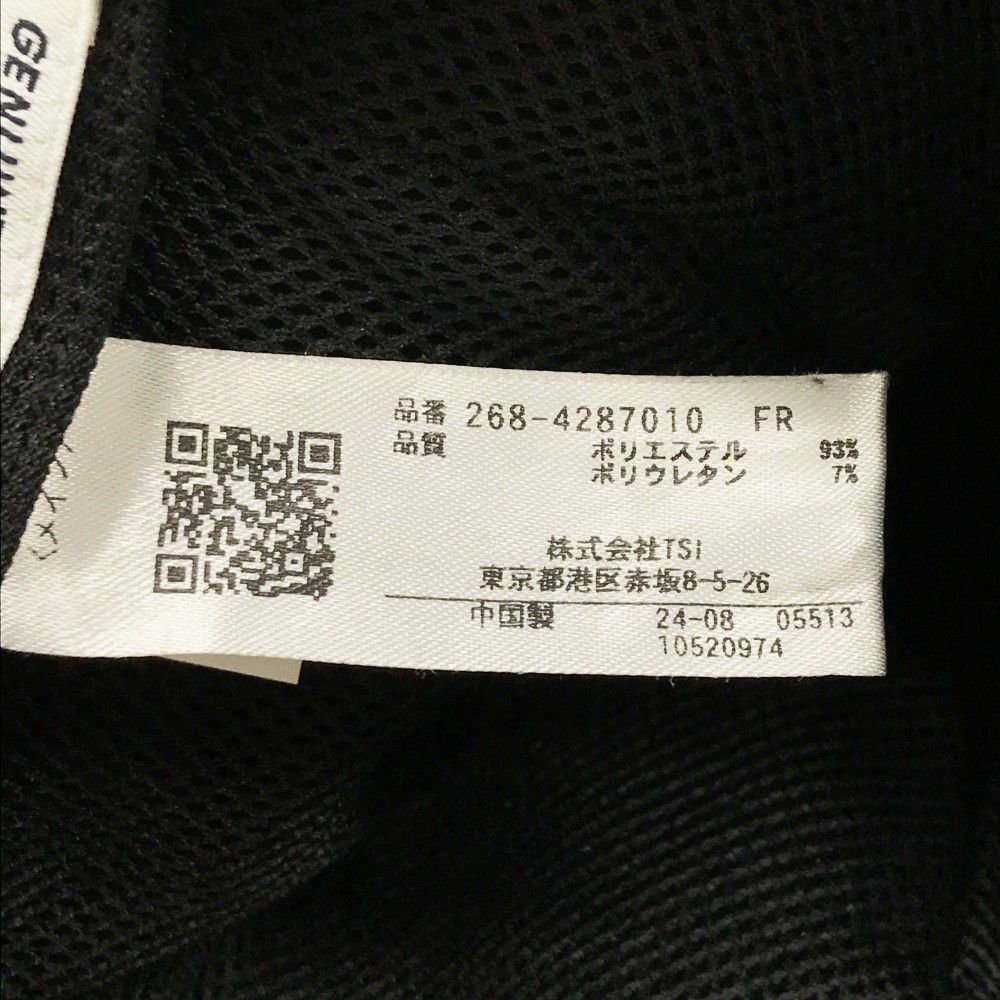 品番 268-4287010 FR
品質 ポリエステル 93%
ポリウレタン 7%
株式会社TSI
東京都港区赤坂8-5-26
中国製 24-08 05513
10520974